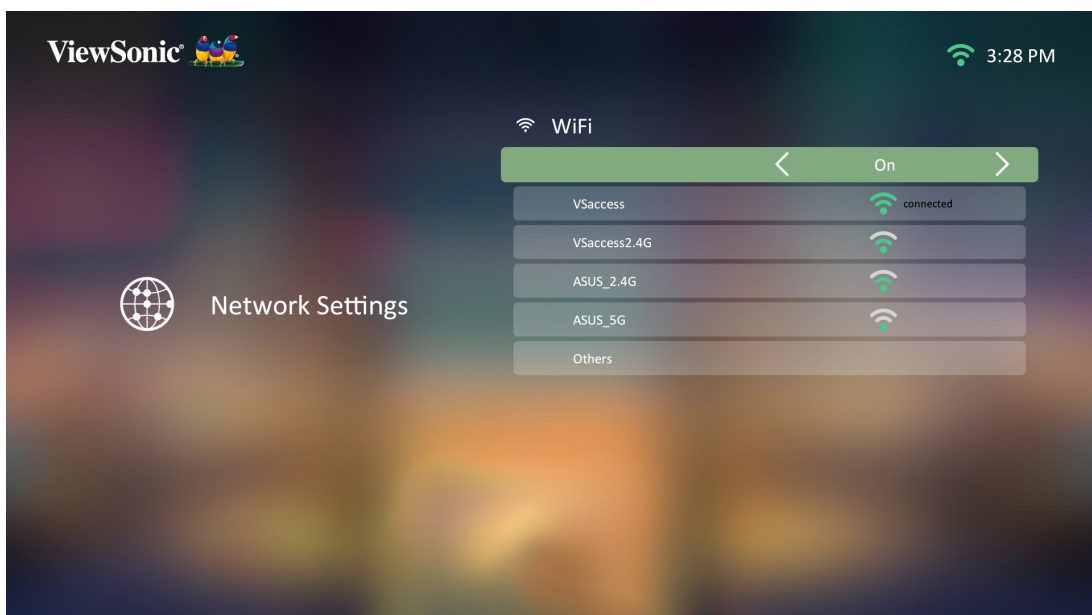 ViewSonic®
3:28 PM
WiFi
On
VSaccess
connected
VSaccess2.4G
ASUS_2.4G
Network Settings
ASUS_5G
Others